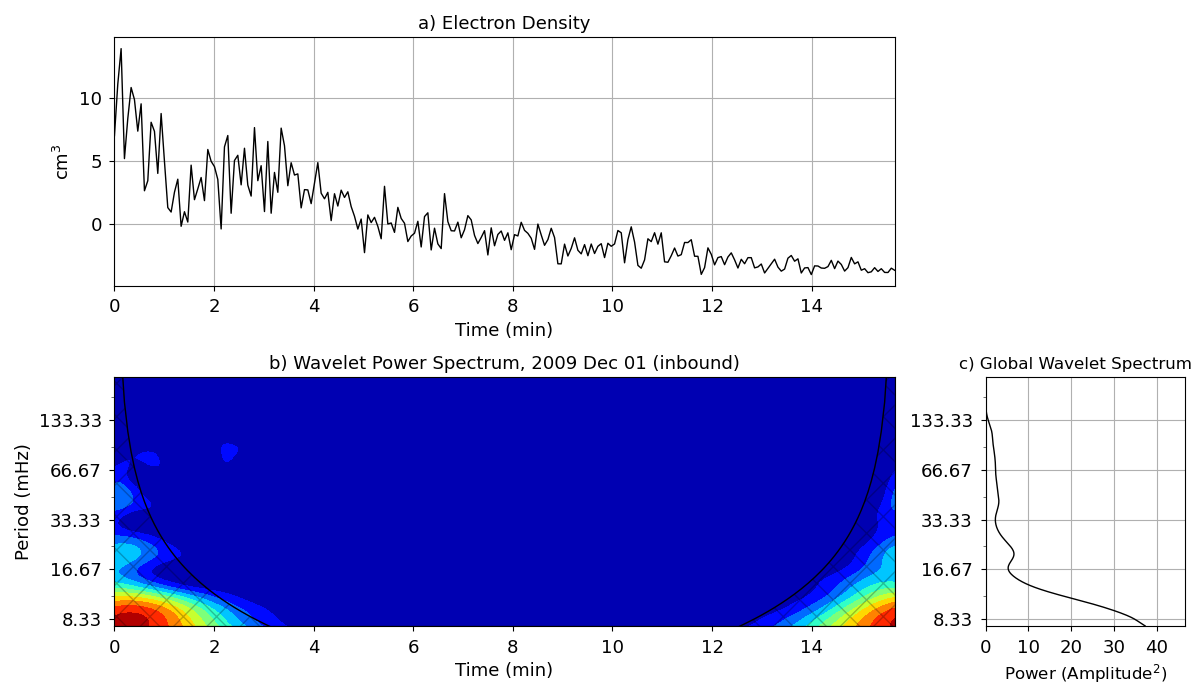 a) Electron Density
10
5
0
cm³
0 2 4 6 8 10 12 14
Time (min)
b) Wavelet Power Spectrum, 2009 Dec 01 (inbound)
133.33
66.67
33.33
16.67
8.33
Period (mHz)
0 2 4 6 8 10 12 14
Time (min)
c) Global Wavelet Spectrum
133.33
66.67
33.33
16.67
8.33
0 10 20 30 40
Power (Amplitude²)